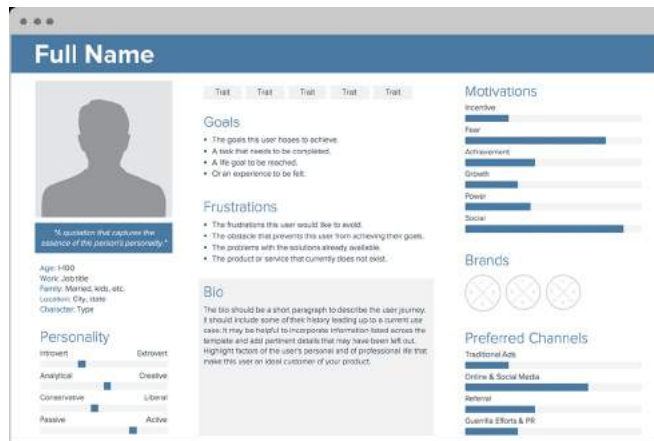 Full Name
"A quotation that captures the
essence of this person's personality."
Age: 1-100
Work: Job title
Family: Married, kids, etc.
Location: City, state
Character: Type
Personality
Introvert Extrovert
Analytical Creative
Conservative Liberal
Passive Active
Trait Trait Trait Trait Trait
Goals
• The goals this user hopes to achieve.
• A task that needs to be completed.
• A life goal to be reached.
• Or an experience to be felt.
Frustrations
• The frustrations this user would like to avoid.
• The obstacle that prevents this user from achieving their goals.
• The problems with the solutions already available.
• The product or service that currently does not exist.
Bio
The bio should be a short paragraph to describe the user journey.
It should include some of their history leading up to a current use
case. It may be helpful to incorporate information listed across the
template and add pertinent details that may have been left out.
Highlight factors of the user's personal and of professional life that
make this user an ideal customer of your product.
Motivations
Incentive
Fear
Achievement
Growth
Power
Social
Brands
Preferred Channels
Traditional Ads
Online & Social Media
Referral
Guerrilla Efforts & PR